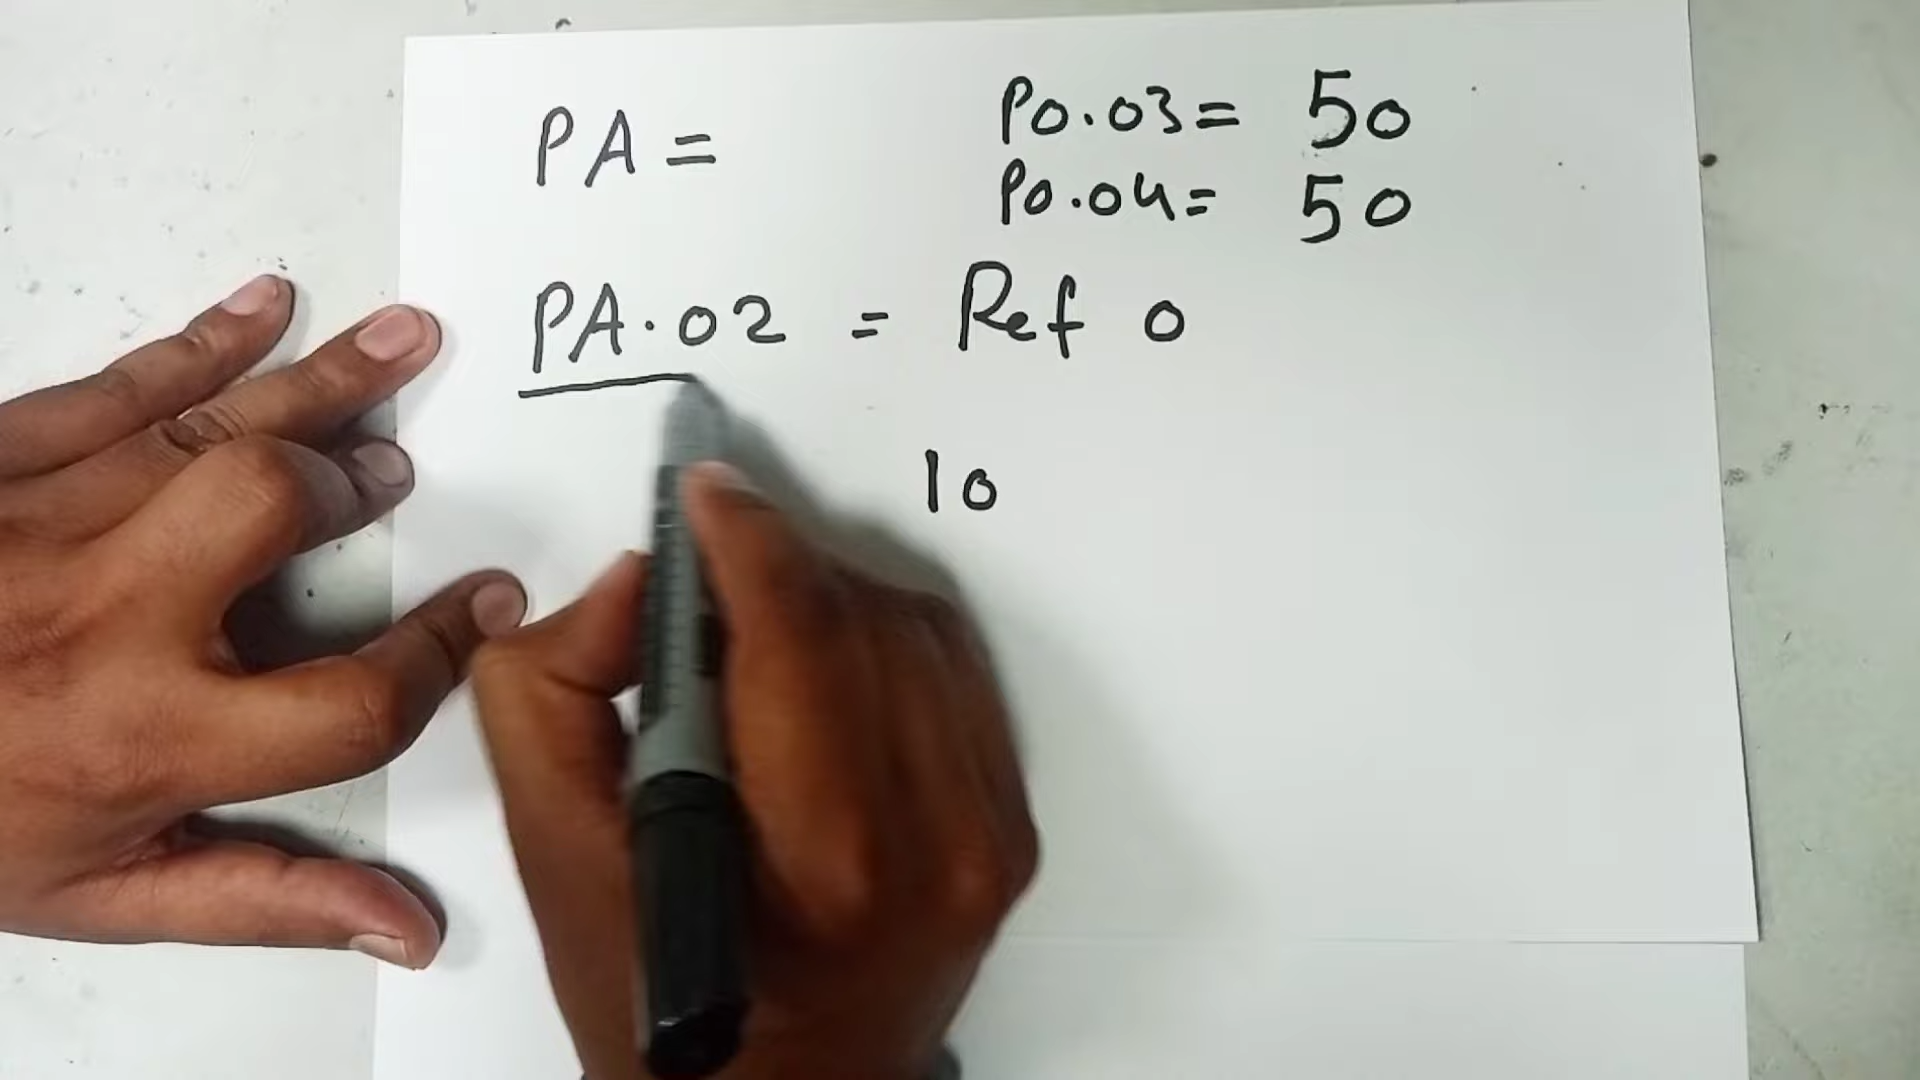 PA =
P0.03= 50
P0.04= 50
PA.02 = Ref 0
10